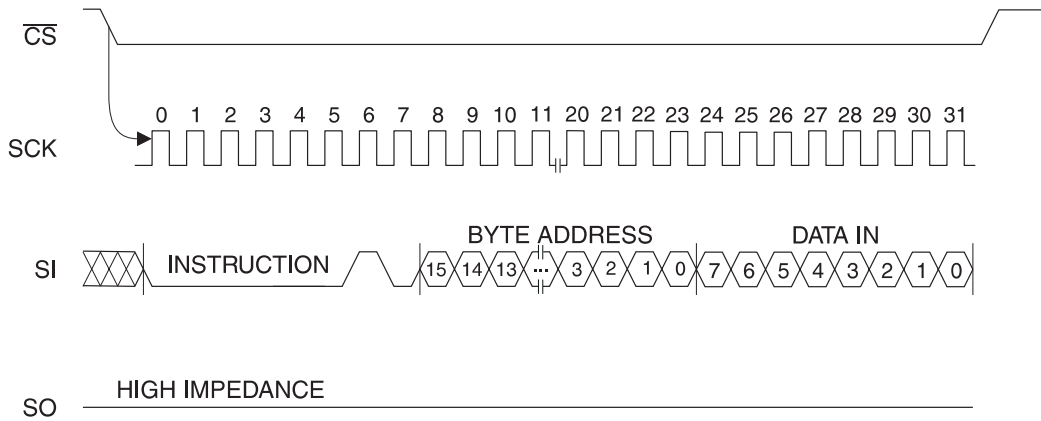 CS
0 1 2 3 4 5 6 7 8 9 10 11 20 21 22 23 24 25 26 27 28 29 30 31
SCK
BYTE ADDRESS DATA IN
SI INSTRUCTION 15 14 13 ... 3 2 1 0 7 6 5 4 3 2 1 0
HIGH IMPEDANCE
SO